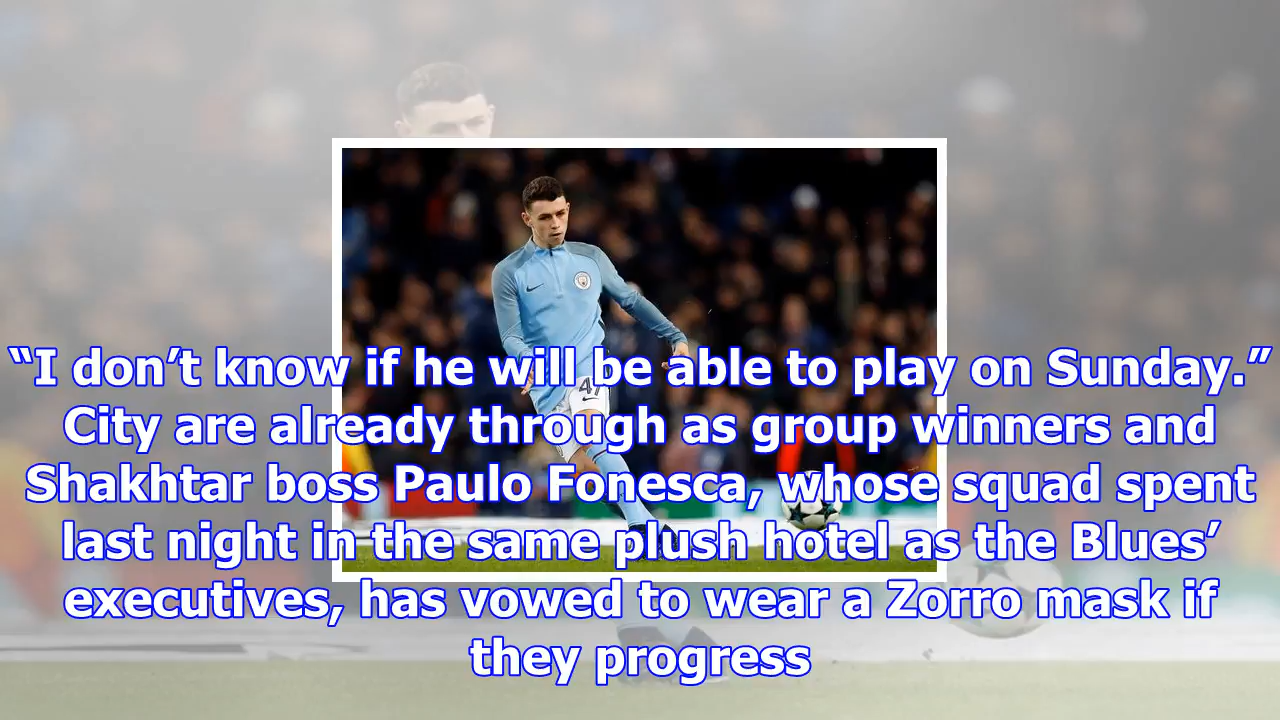 “I don’t know if he will be able to play on Sunday.”
City are already through as group winners and
Shakhtar boss Paulo Fonesca, whose squad spent
last night in the same plush hotel as the Blues’
executives, has vowed to wear a Zorro mask if
they progress
47